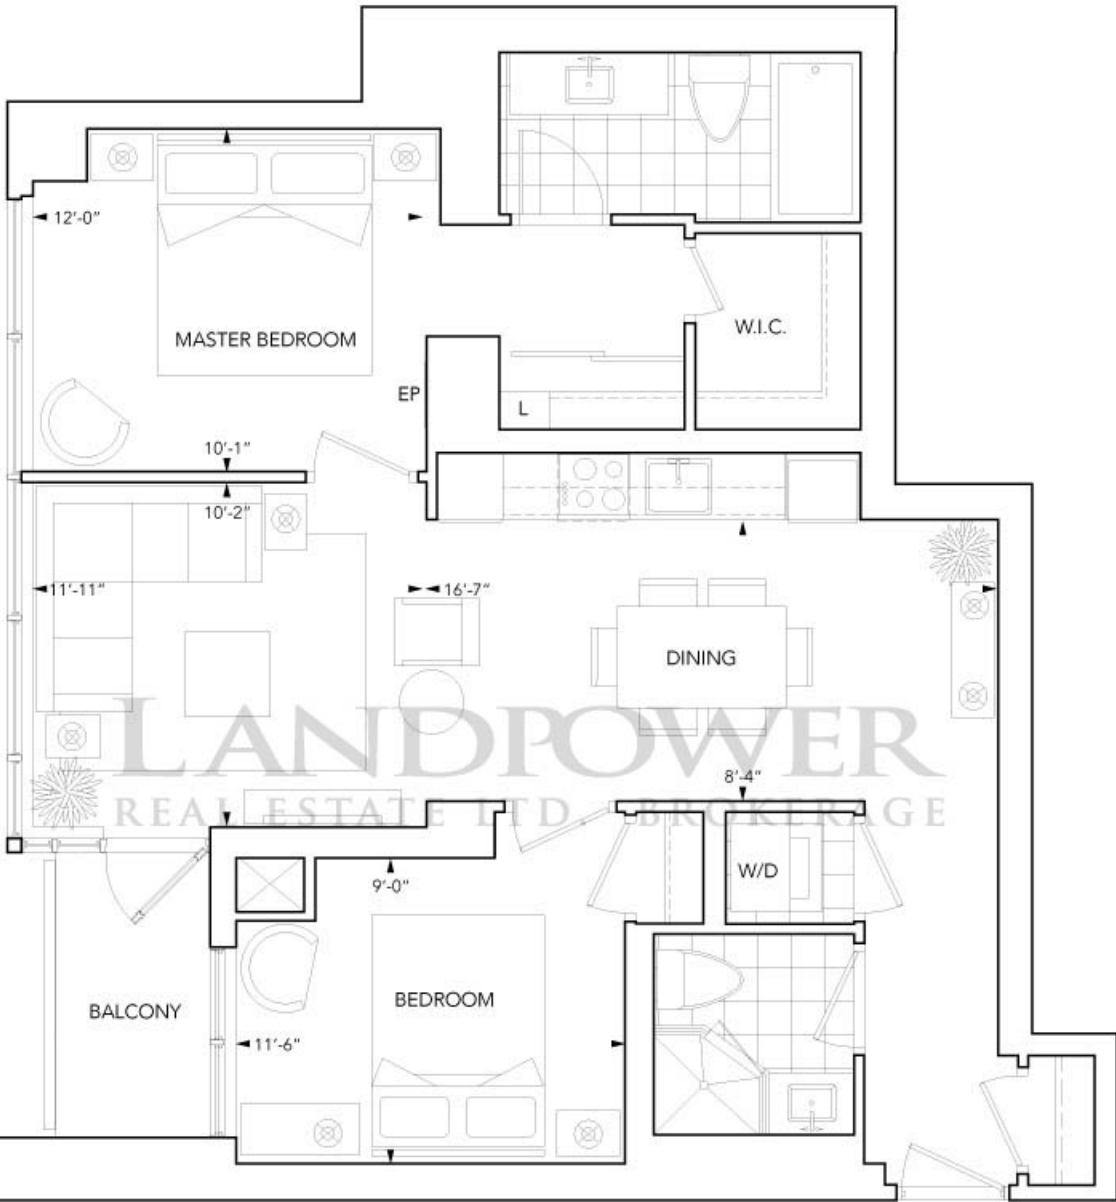 12'-0"
MASTER BEDROOM
W.I.C.
EP
L
10'-1"
10'-2"
11'-11"
16'-7"
DINING
LANDPOWER
8'-4"
REAL ESTATE LTD. BROKERAGE
W/D
9'-0"
BEDROOM
BALCONY
11'-6"